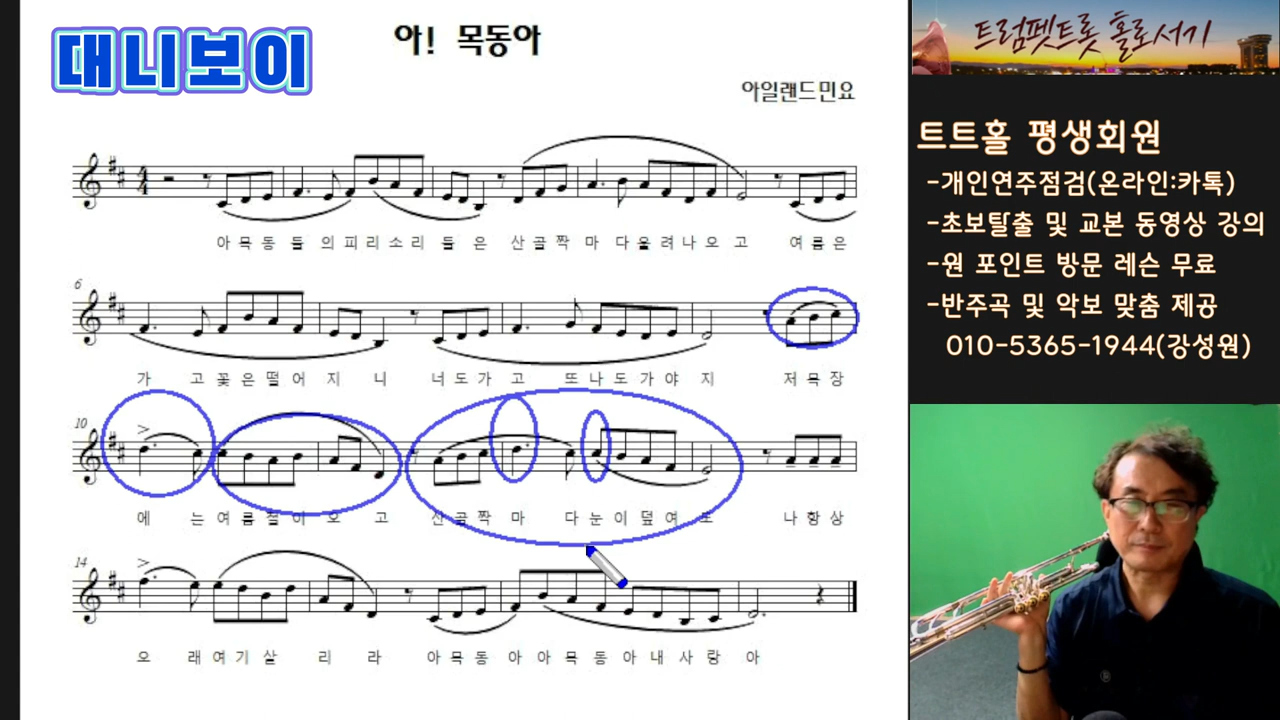 대니보이
아! 목동아
아일랜드민요
아 목 동 들 의 피 리 소 리 들 은 산 골 짝 마 다 울 려 나 오 고 여 름 은
6
가 고 꽃 은 떨 어 지 니 너 도 가 고 또 나 도 가 야 지 저 목 장
10
에 는 여 름 철 이 오 고 산 골 짝 마 다 눈 이 덮 여 도 나 항 상
14
오 래 여 기 살 리 라 아 목 동 아 아 목 동 아 내 사 랑 아
트럼펫트롯 홀로서기
트트홀 평생회원
-개인연주점검(온라인:카톡)
-초보탈출 및 교본 동영상 강의
-원 포인트 방문 레슨 무료
-반주곡 및 악보 맞춤 제공
010-5365-1944(강성원)